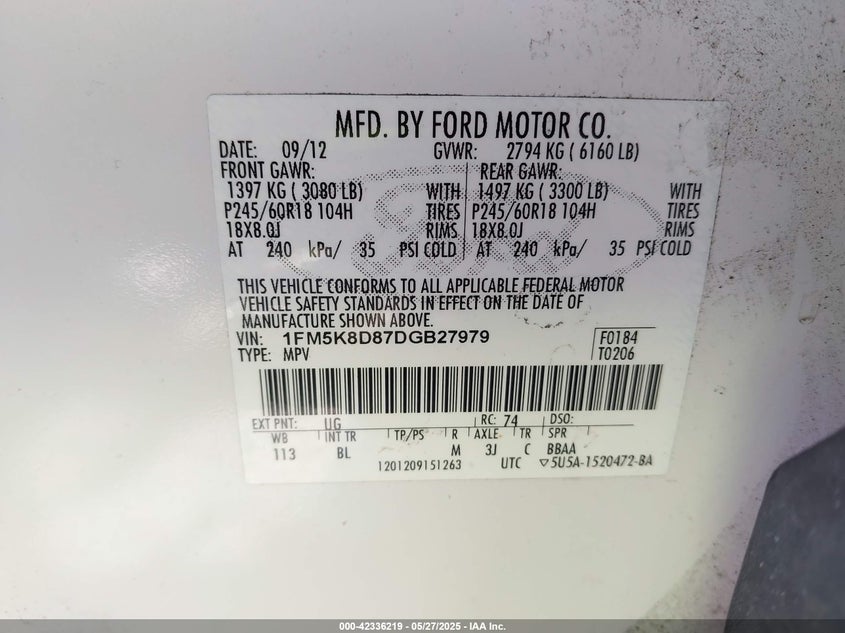 MFD. BY FORD MOTOR CO.
DATE: 09/12 GVWR: 2794 KG ( 6160 LB)
FRONT GAWR: REAR GAWR:
1397 KG ( 3080 LB) WITH 1497 KG ( 3300 LB) WITH
P245/60R18 104H TIRES P245/60R18 104H TIRES
18X8.0J RIMS 18X8.0J RIMS
AT 240 kPa/ 35 PSI COLD AT 240 kPa/ 35 PSI COLD
THIS VEHICLE CONFORMS TO ALL APPLICABLE FEDERAL MOTOR
VEHICLE SAFETY STANDARDS IN EFFECT ON THE DATE OF
MANUFACTURE SHOWN ABOVE.
VIN: 1FM5K8D87DGB27979 F0184
TYPE: MPV T0206
EXT PNT: UG RC: 74 DSO:
WB INT TR TP/PS R AXLE TR SPR
113 BL M 3J C BBAA
1201209151263 UTC ▽5U5A-1520472-BA
000-42336219 - 05/27/2025 - IAA Inc.